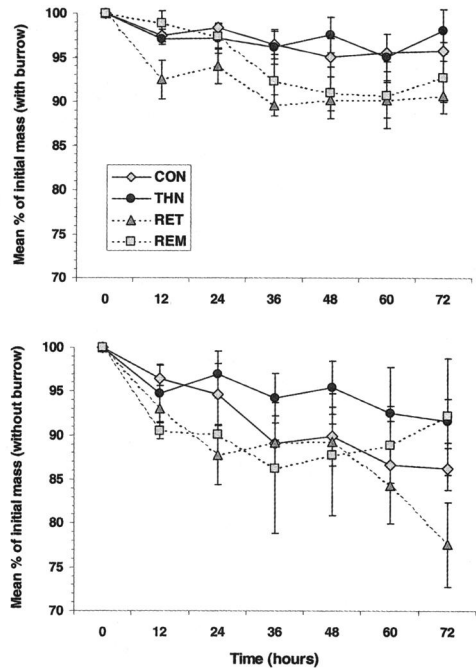 Mean % of initial mass (with burrow)
100
95
90
85
80
75
70
CON
THN
RET
REM
0 12 24 36 48 60 72
Mean % of initial mass (without burrow)
100
95
90
85
80
75
70
0 12 24 36 48 60 72
Time (hours)